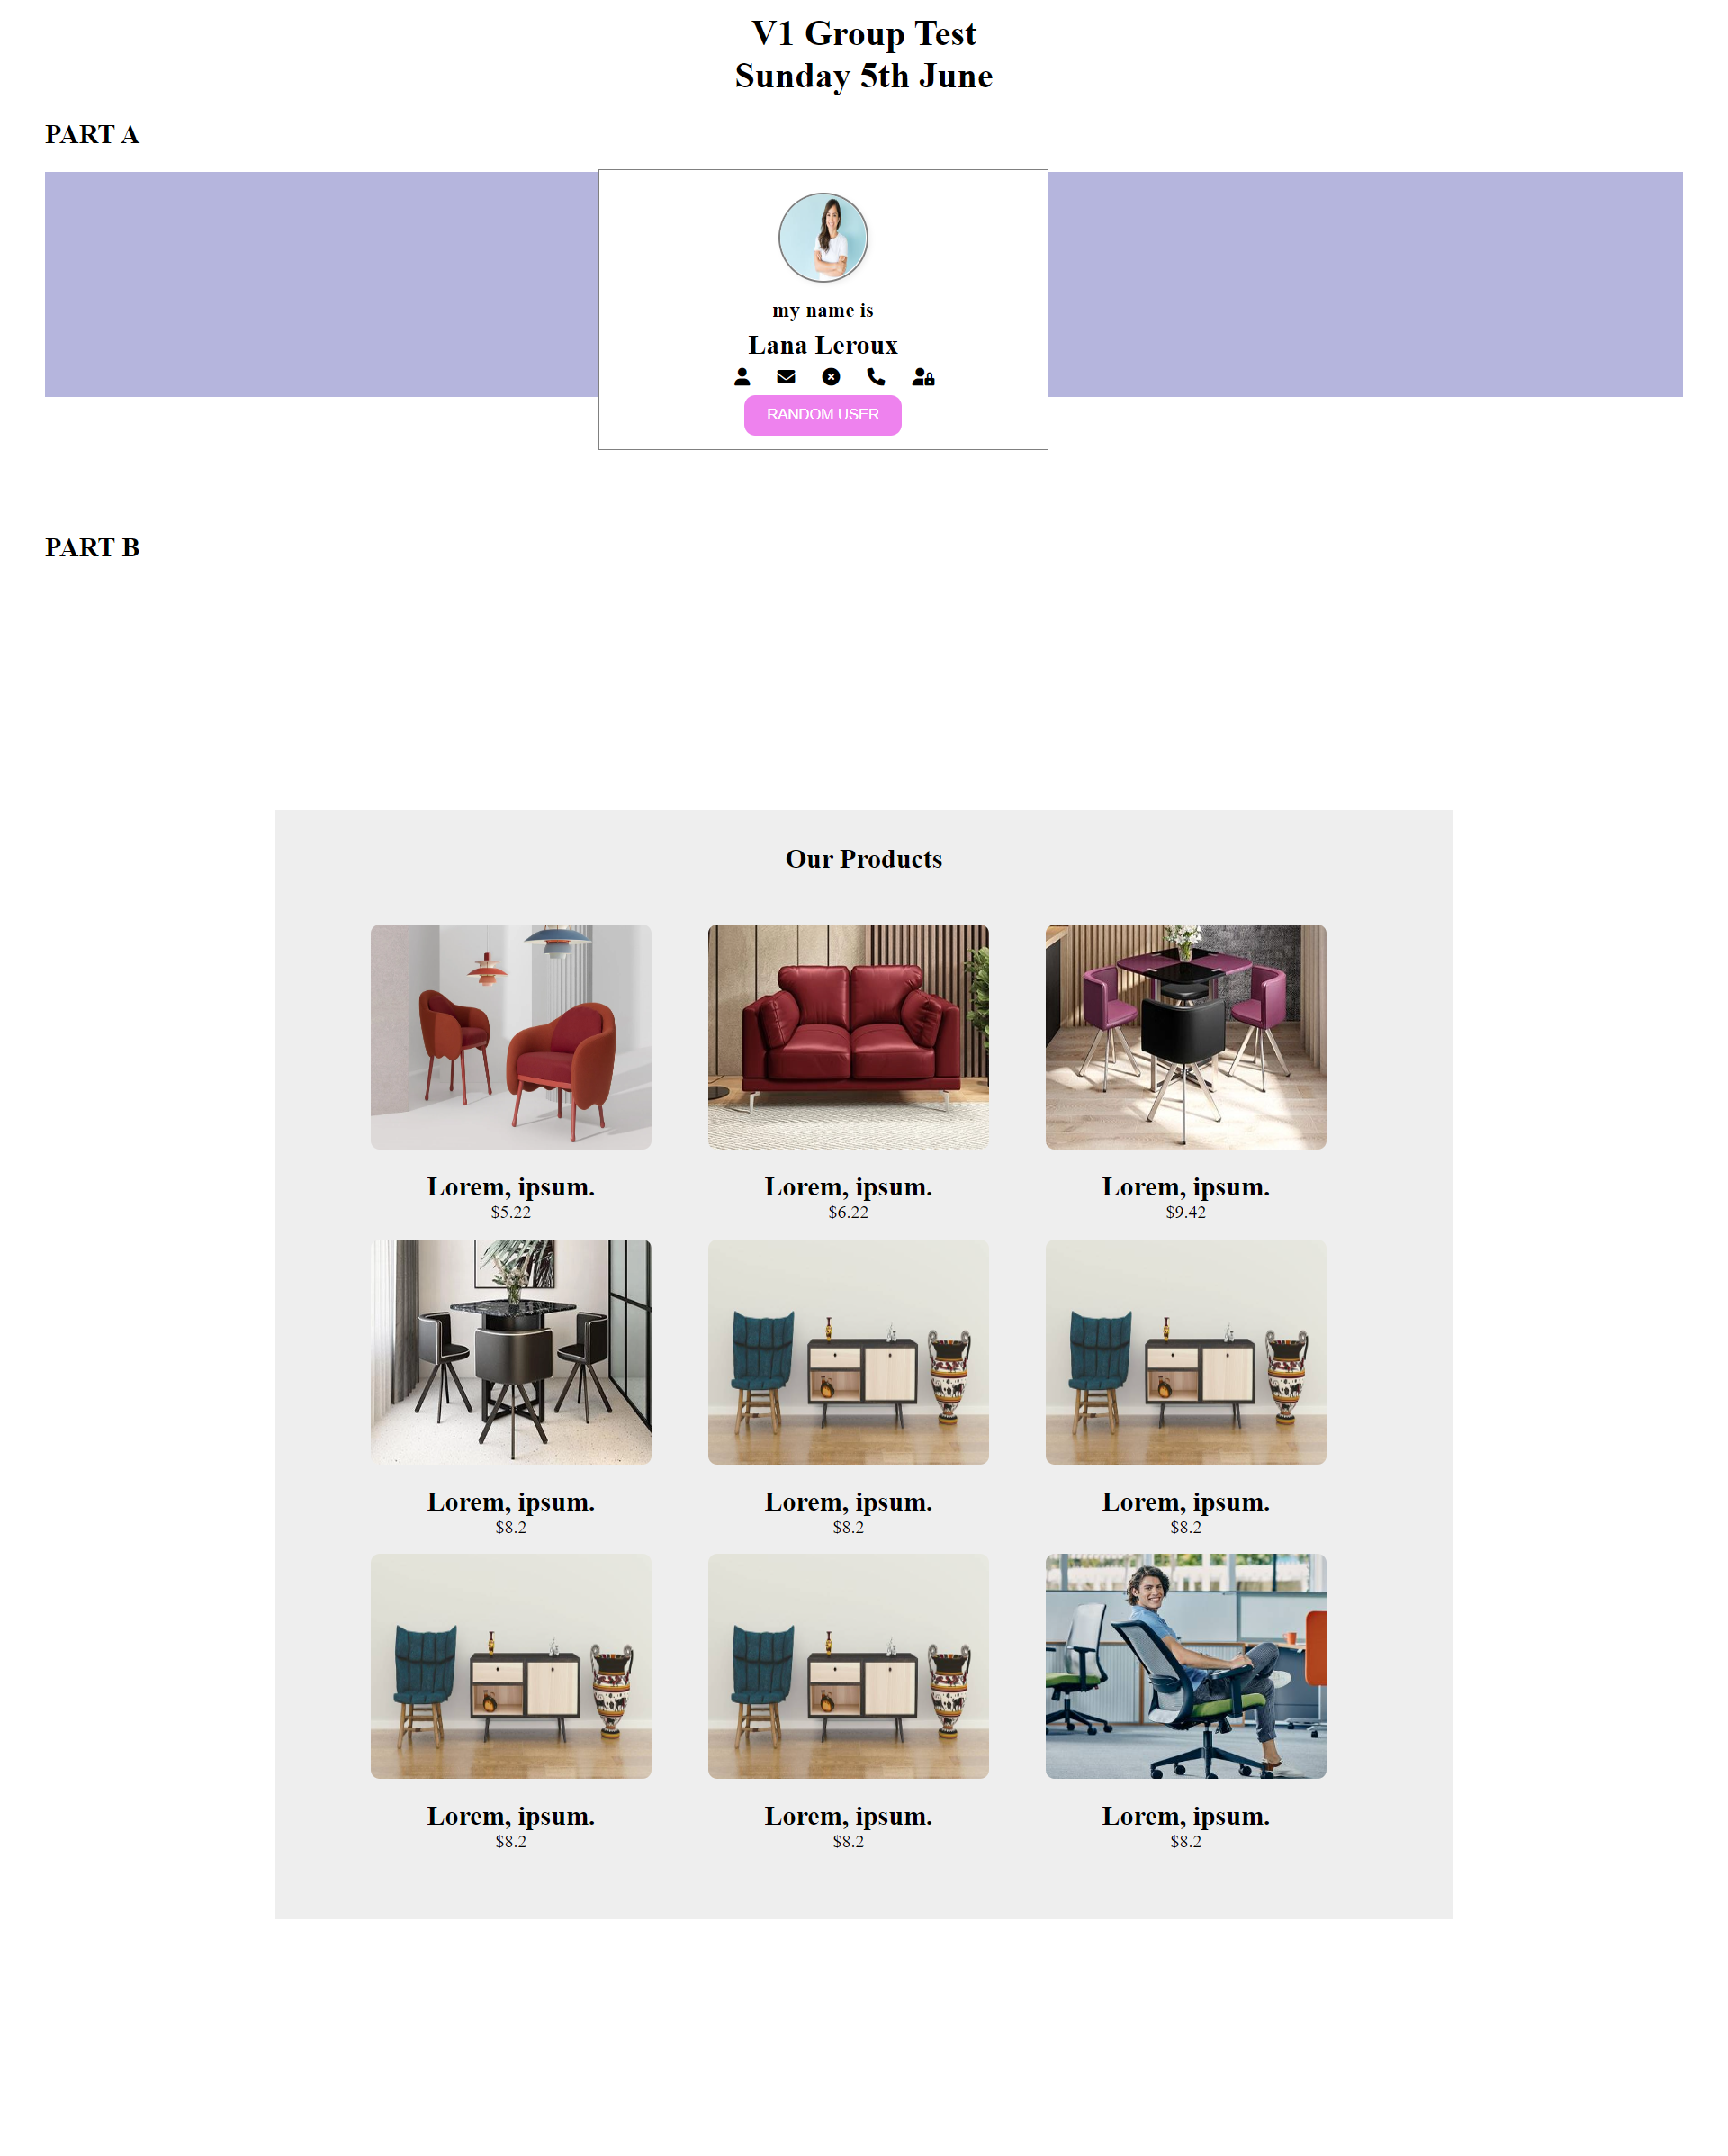 V1 Group Test
Sunday 5th June
PART A
my name is
Lana Leroux
RANDOM USER
PART B
Our Products
Lorem, ipsum.
$5.22
Lorem, ipsum.
$6.22
Lorem, ipsum.
$9.42
Lorem, ipsum.
$8.2
Lorem, ipsum.
$8.2
Lorem, ipsum.
$8.2
Lorem, ipsum.
$8.2
Lorem, ipsum.
$8.2
Lorem, ipsum.
$8.2